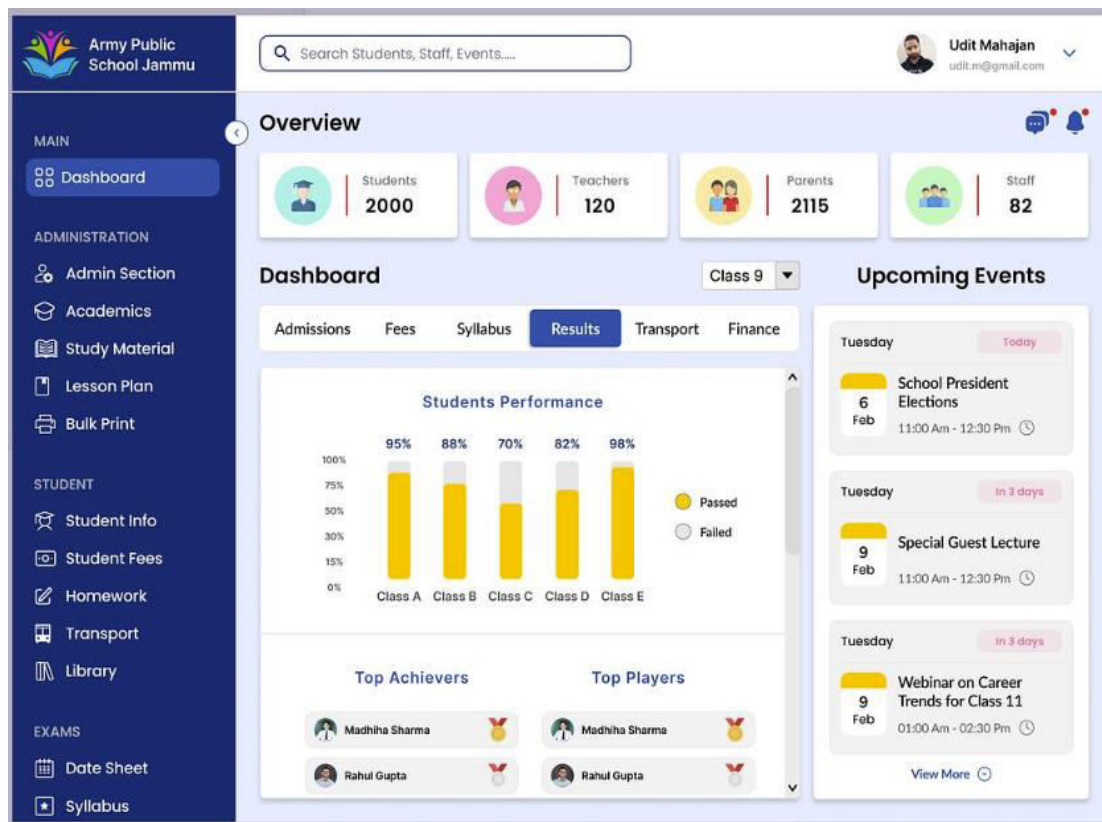 Army Public
School Jammu
Search Students, Staff, Events.....
Udit Mahajan
udit.m@gmail.com
MAIN
Dashboard
ADMINISTRATION
Admin Section
Academics
Study Material
Lesson Plan
Bulk Print
STUDENT
Student Info
Student Fees
Homework
Transport
Library
EXAMS
Date Sheet
Syllabus
Overview
Students
2000
Teachers
120
Parents
2115
Staff
82
Dashboard
Class 9
Admissions Fees Syllabus Results Transport Finance
Students Performance
95% 88% 70% 82% 98%
100%
75%
50%
30%
15%
0%
Class A Class B Class C Class D Class E
Passed
Failed
Top Achievers
Madhiha Sharma
Rahul Gupta
Top Players
Madhiha Sharma
Rahul Gupta
Upcoming Events
Tuesday Today
6
Feb
School President
Elections
11:00 Am - 12:30 Pm
Tuesday In 3 days
9
Feb
Special Guest Lecture
11:00 Am - 12:30 Pm
Tuesday In 3 days
9
Feb
Webinar on Career
Trends for Class 11
01:00 Am - 02:30 Pm
View More